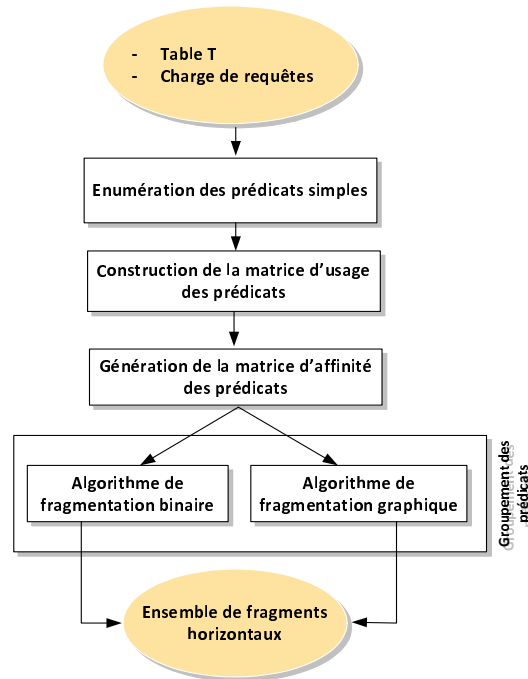 - Table T
- Charge de requêtes
Enumération des prédicats simples
Construction de la matrice d'usage
des prédicats
Génération de la matrice d'affinité
des prédicats
Algorithme de
fragmentation binaire
Algorithme de
fragmentation graphique
Groupement des
prédicats
Ensemble de fragments
horizontaux